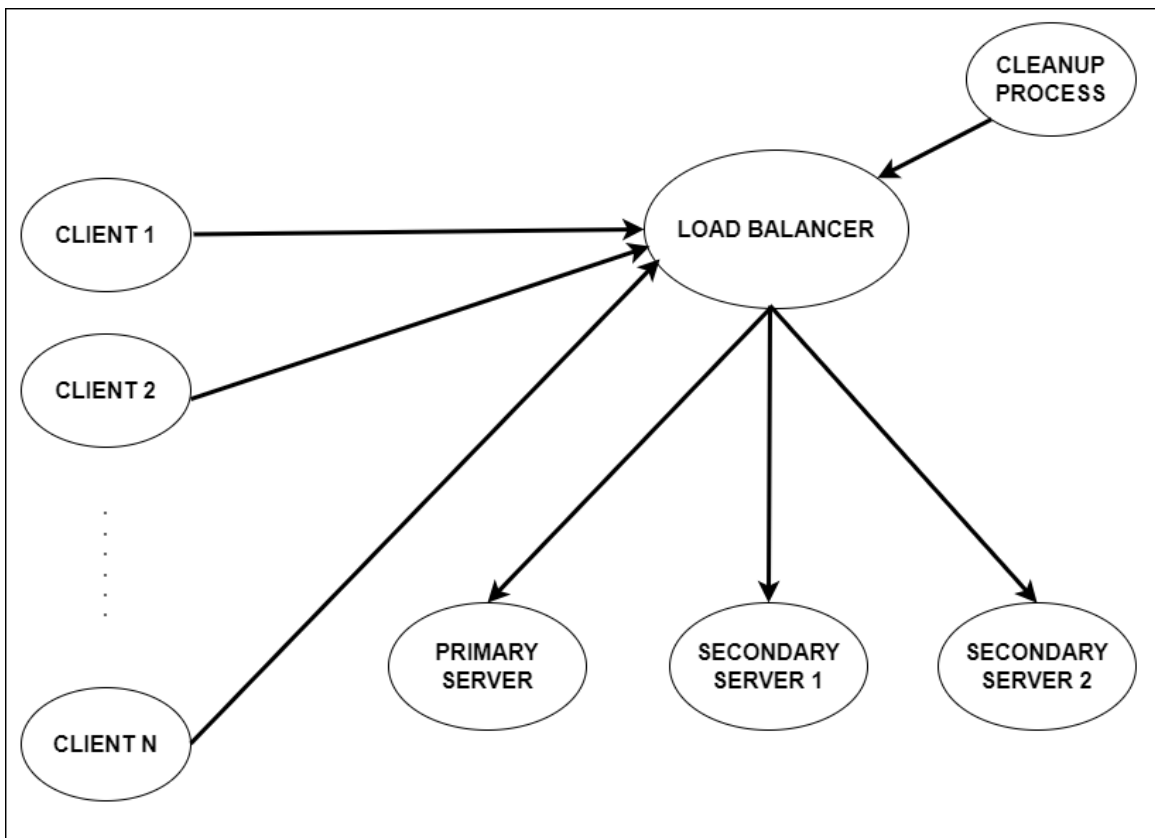 CLEANUP
PROCESS
LOAD BALANCER
CLIENT 1
CLIENT 2
CLIENT N
PRIMARY
SERVER
SECONDARY
SERVER 1
SECONDARY
SERVER 2